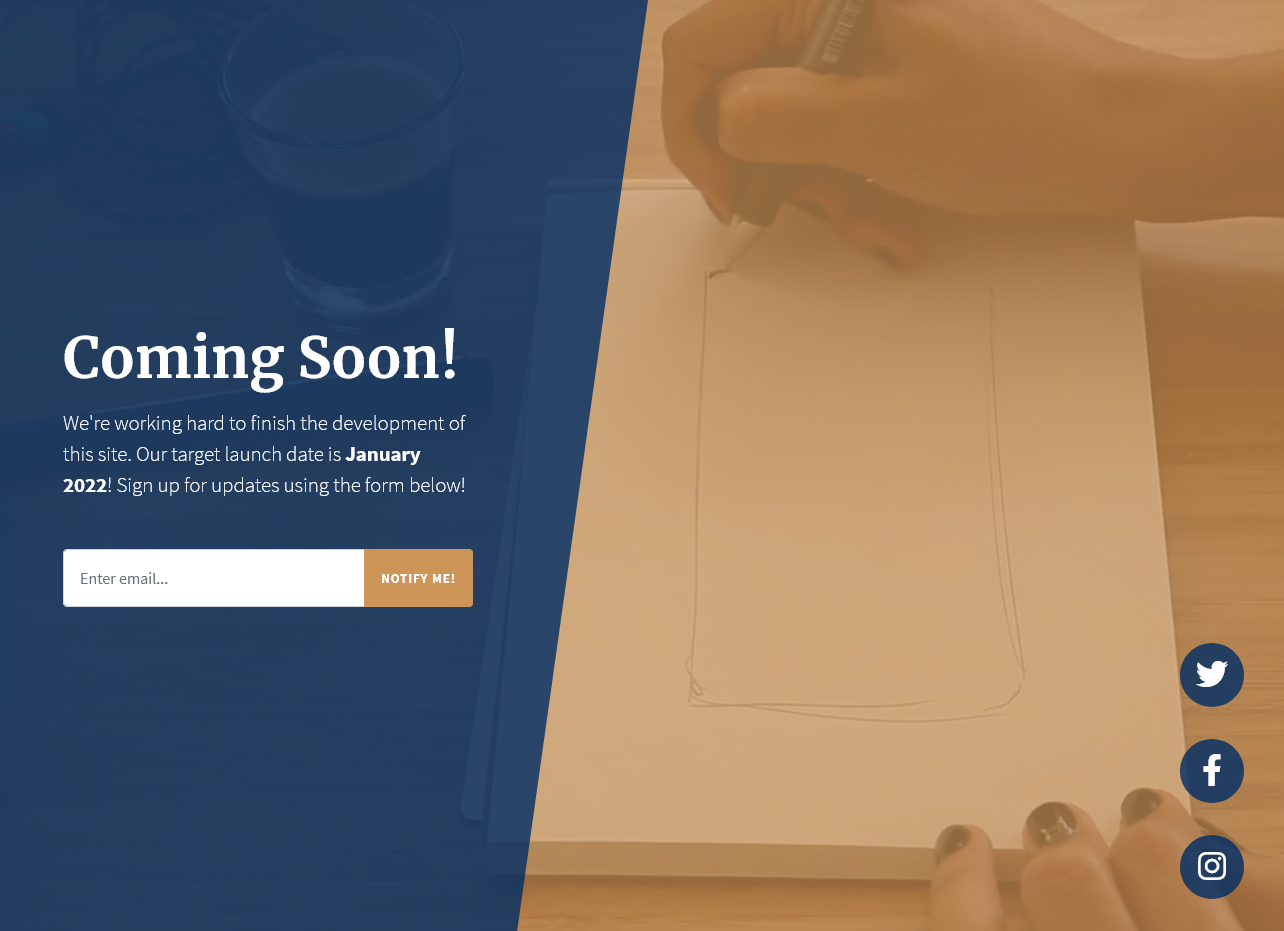 Coming Soon!
We're working hard to finish the development of
this site. Our target launch date is January
2022! Sign up for updates using the form below!
Enter email...
NOTIFY ME!